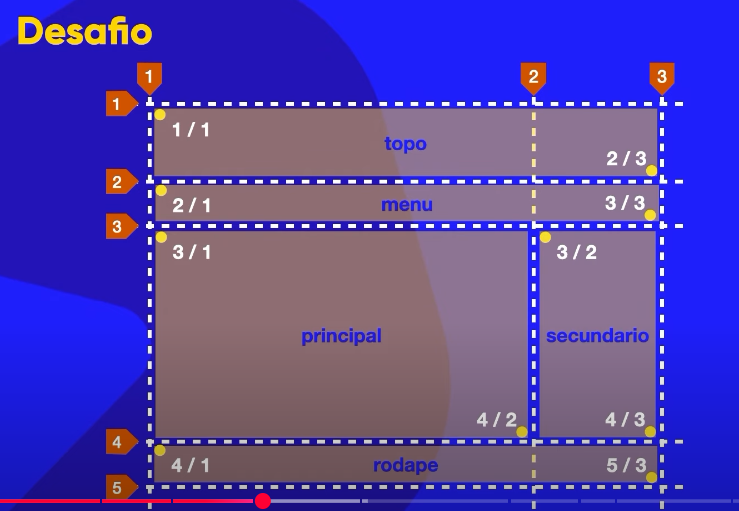 Desafio
1
2
3
1
1 / 1
topo
2 / 3
2
2 / 1
menu
3 / 3
3
3 / 1
3 / 2
principal
secundario
4 / 2
4 / 3
4
4 / 1
rodape
5 / 3
5